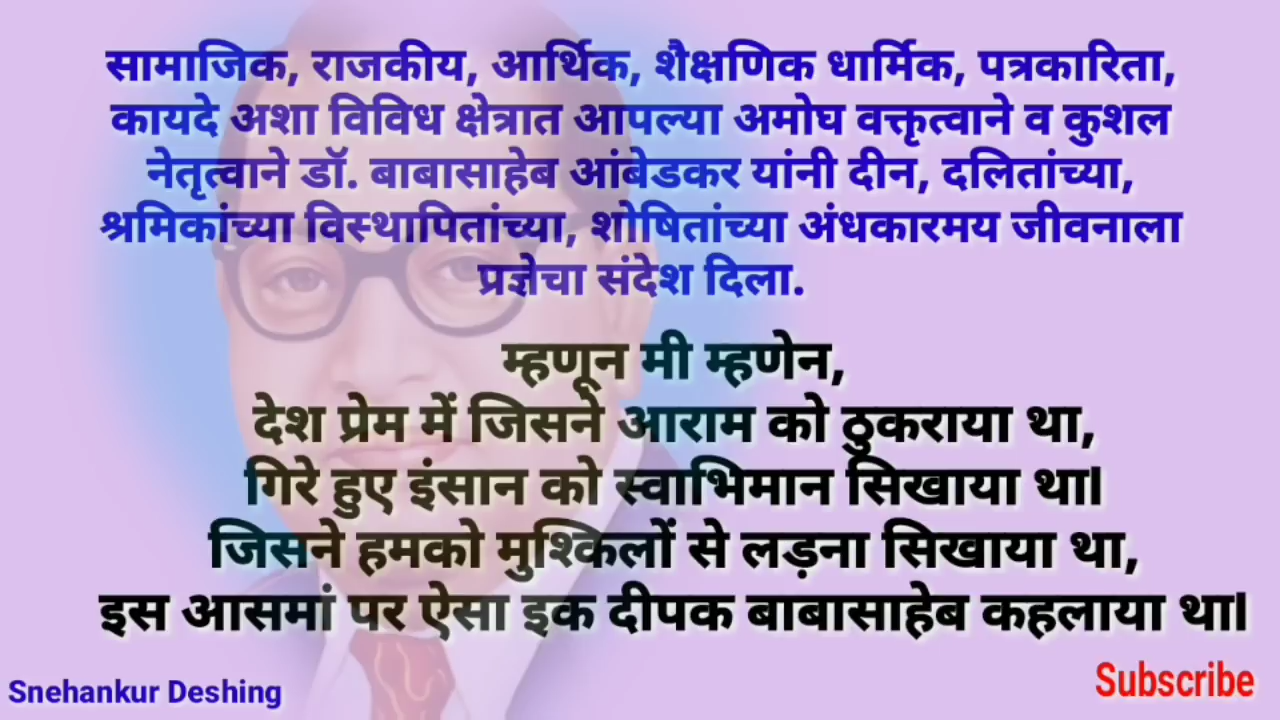 सामाजिक, राजकीय, आर्थिक, शैक्षणिक धार्मिक, पत्रकारिता,
कायदे अशा विविध क्षेत्रात आपल्या अमोघ वक्तृत्वाने व कुशल
नेतृत्वाने डॉ. बाबासाहेब आंबेडकर यांनी दीन, दलितांच्या,
श्रमिकांच्या विस्थापितांच्या, शोषितांच्या अंधकारमय जीवनाला
प्रज्ञेचा संदेश दिला.
म्हणून मी म्हणेन,
देश प्रेम में जिसने आराम को ठुकराया था,
गिरे हुए इंसान को स्वाभिमान सिखाया था।
जिसने हमको मुश्किलों से लड़ना सिखाया था,
इस आसमां पर ऐसा इक दीपक बाबासाहेब कहलाया था।
Snehankur Deshing
Subscribe